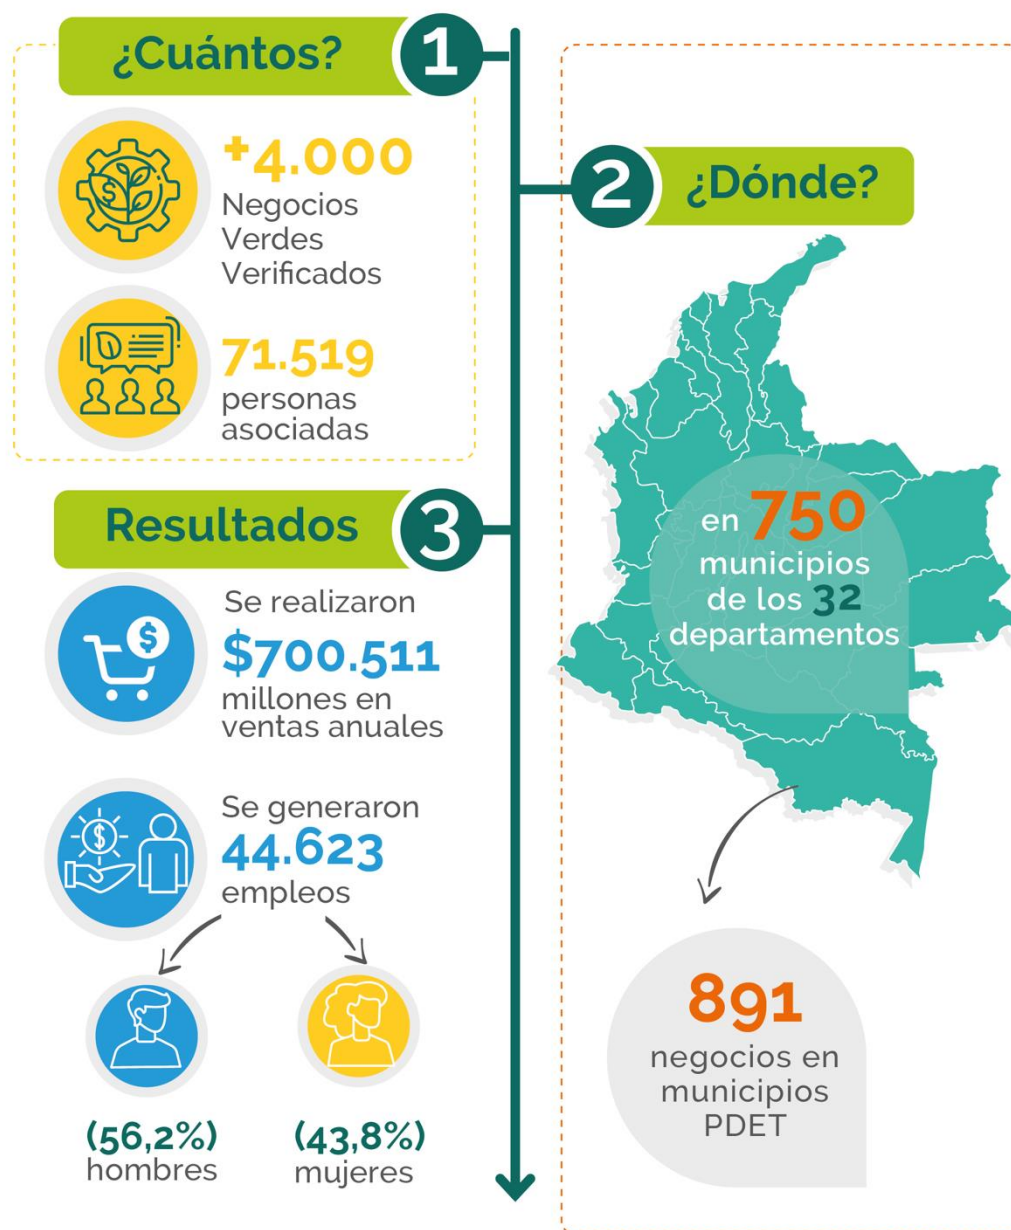 ¿Cuántos?
1
+4.000
Negocios
Verdes
Verificados
71.519
personas
asociadas
2
¿Dónde?
en 750
municipios
de los 32
departamentos
891
negocios en
municipios
PDET
Resultados
3
Se realizaron
$700.511
millones en
ventas anuales
Se generaron
44.623
empleos
(56,2%)
hombres
(43,8%)
mujeres